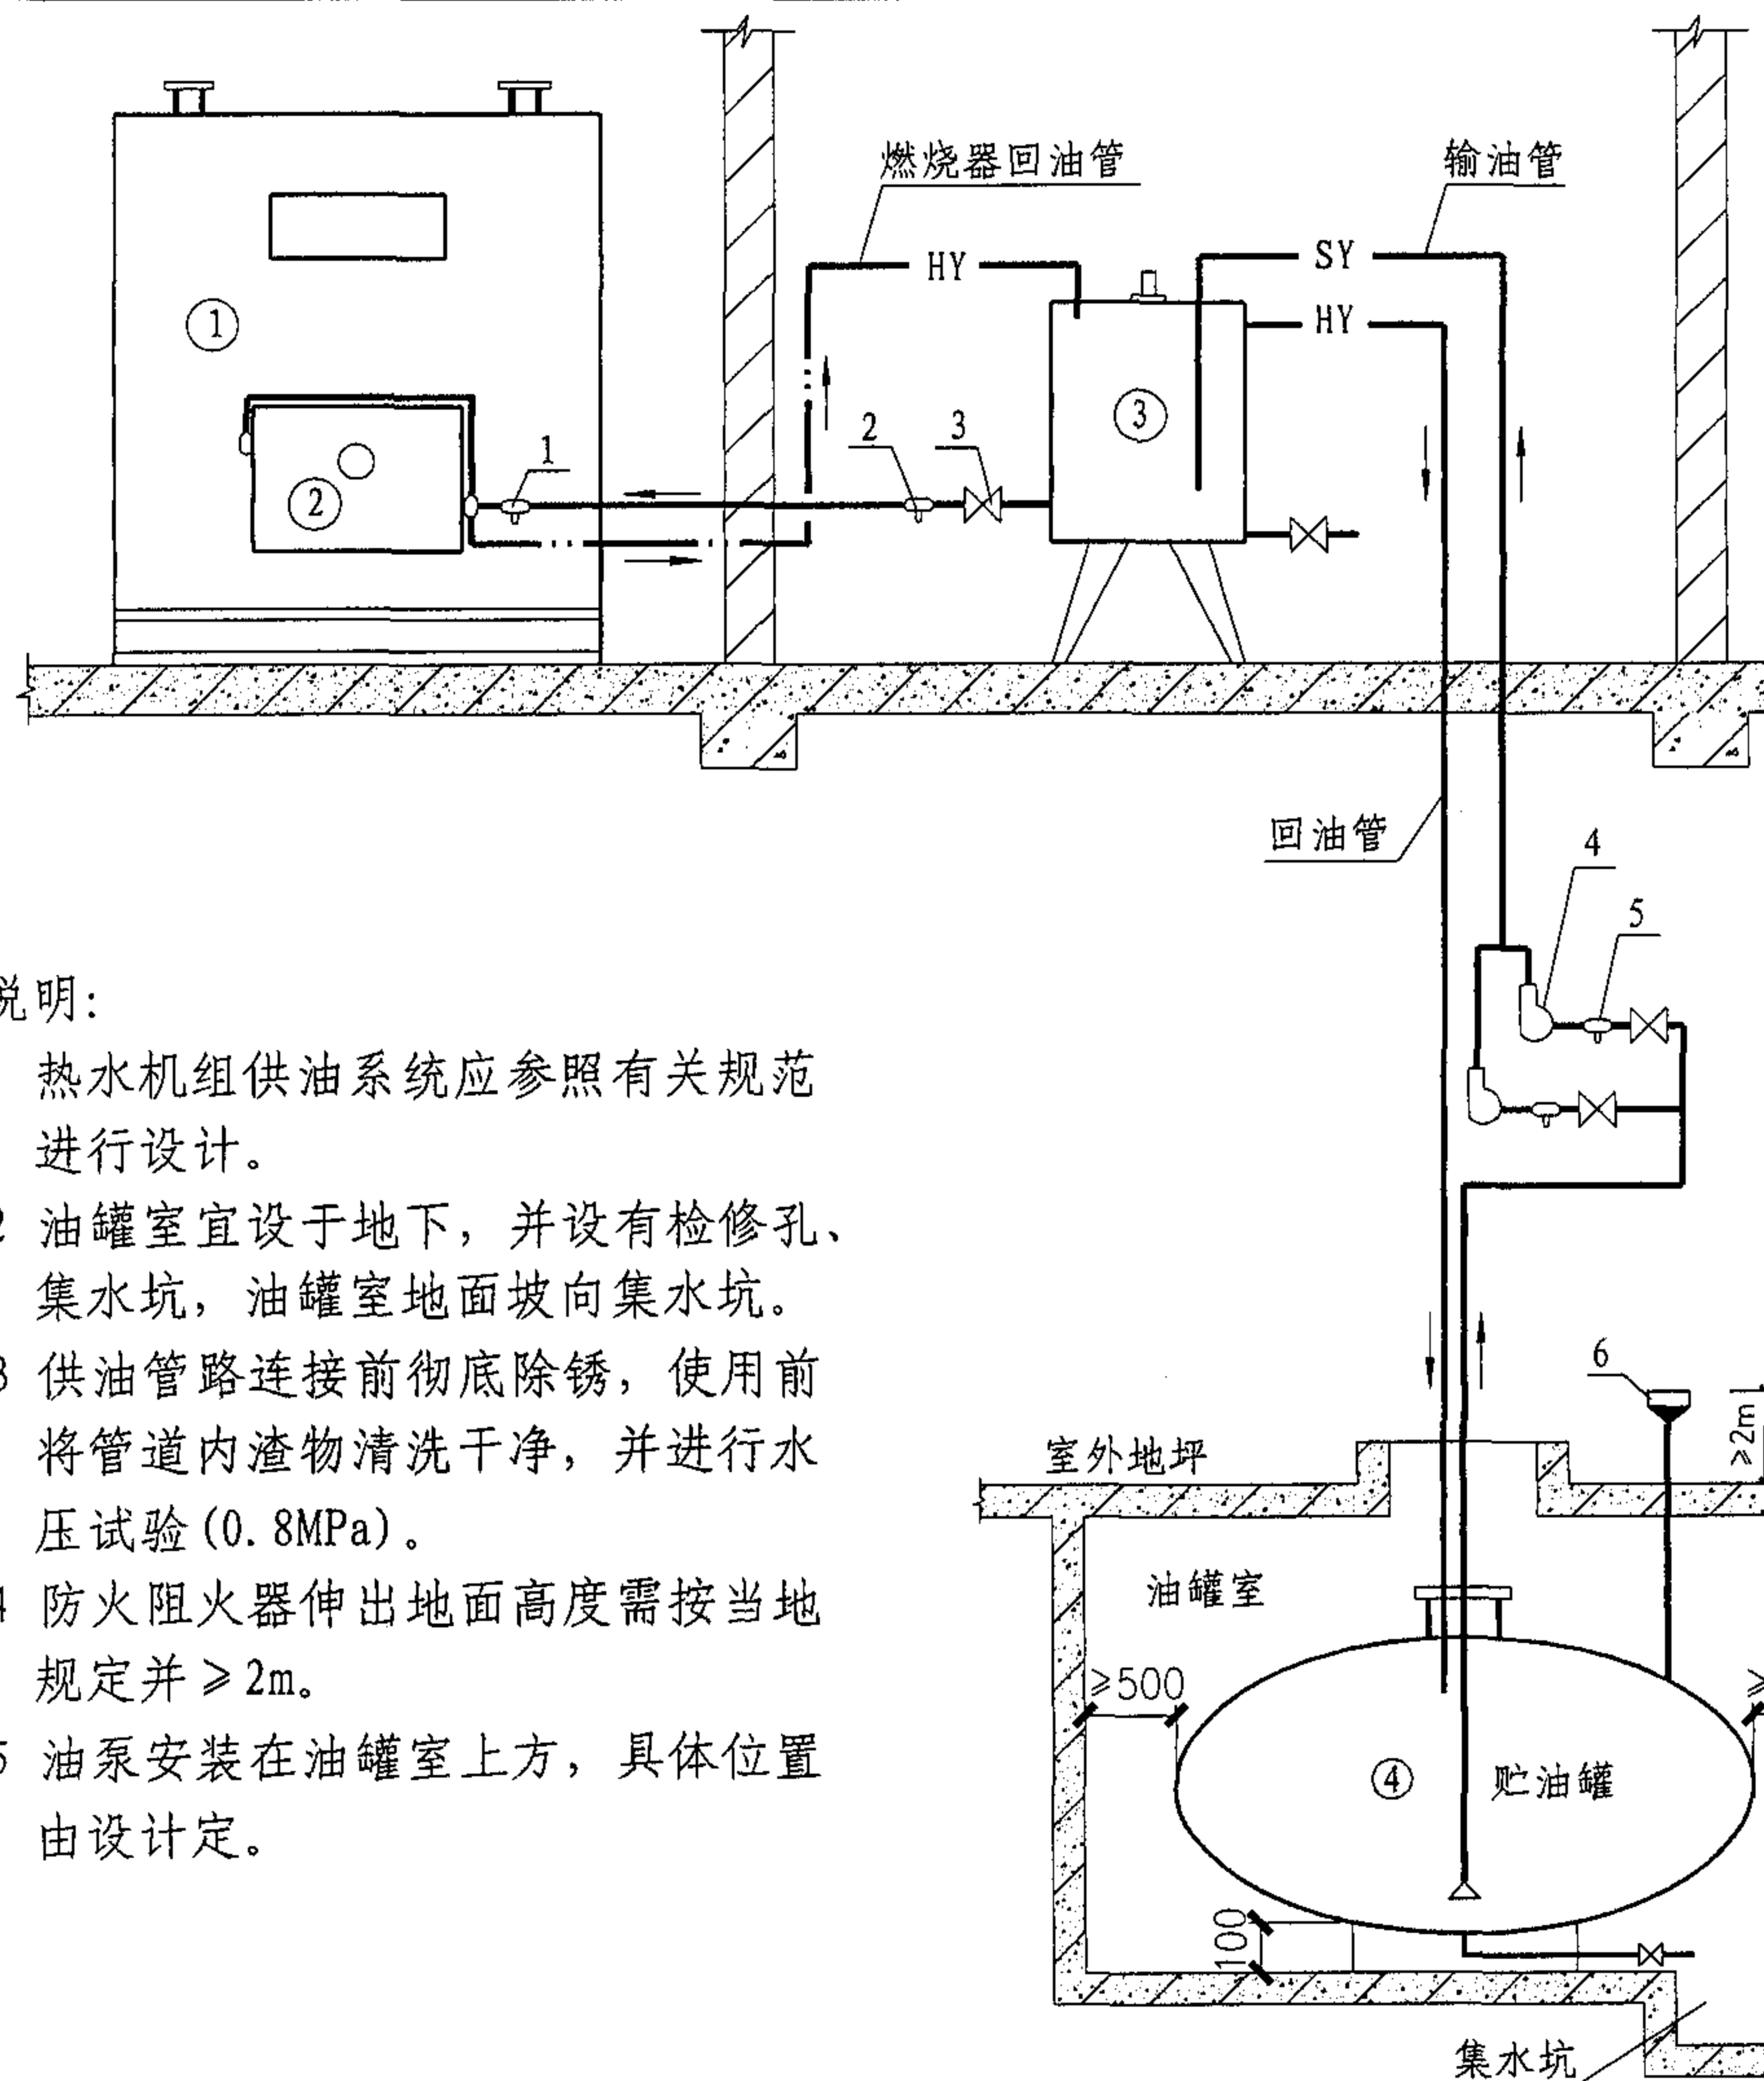 燃烧器回油管
输油管
HY
SY
HY
①
②
③
1
2
3
回油管
4
5
说明:
热水机组供油系统应参照有关规范
进行设计。
2 油罐室宜设于地下，并设有检修孔、
集水坑，油罐室地面坡向集水坑。
3 供油管路连接前彻底除锈，使用前
将管道内渣物清洗干净，并进行水
压试验(0.8MPa)。
4 防火阻火器伸出地面高度需按当地
规定并≥2m。
5 油泵安装在油罐室上方，具体位置
由设计定。
6
≥2m
室外地坪
油罐室
≥500
≥
④
贮油罐
100
集水坑